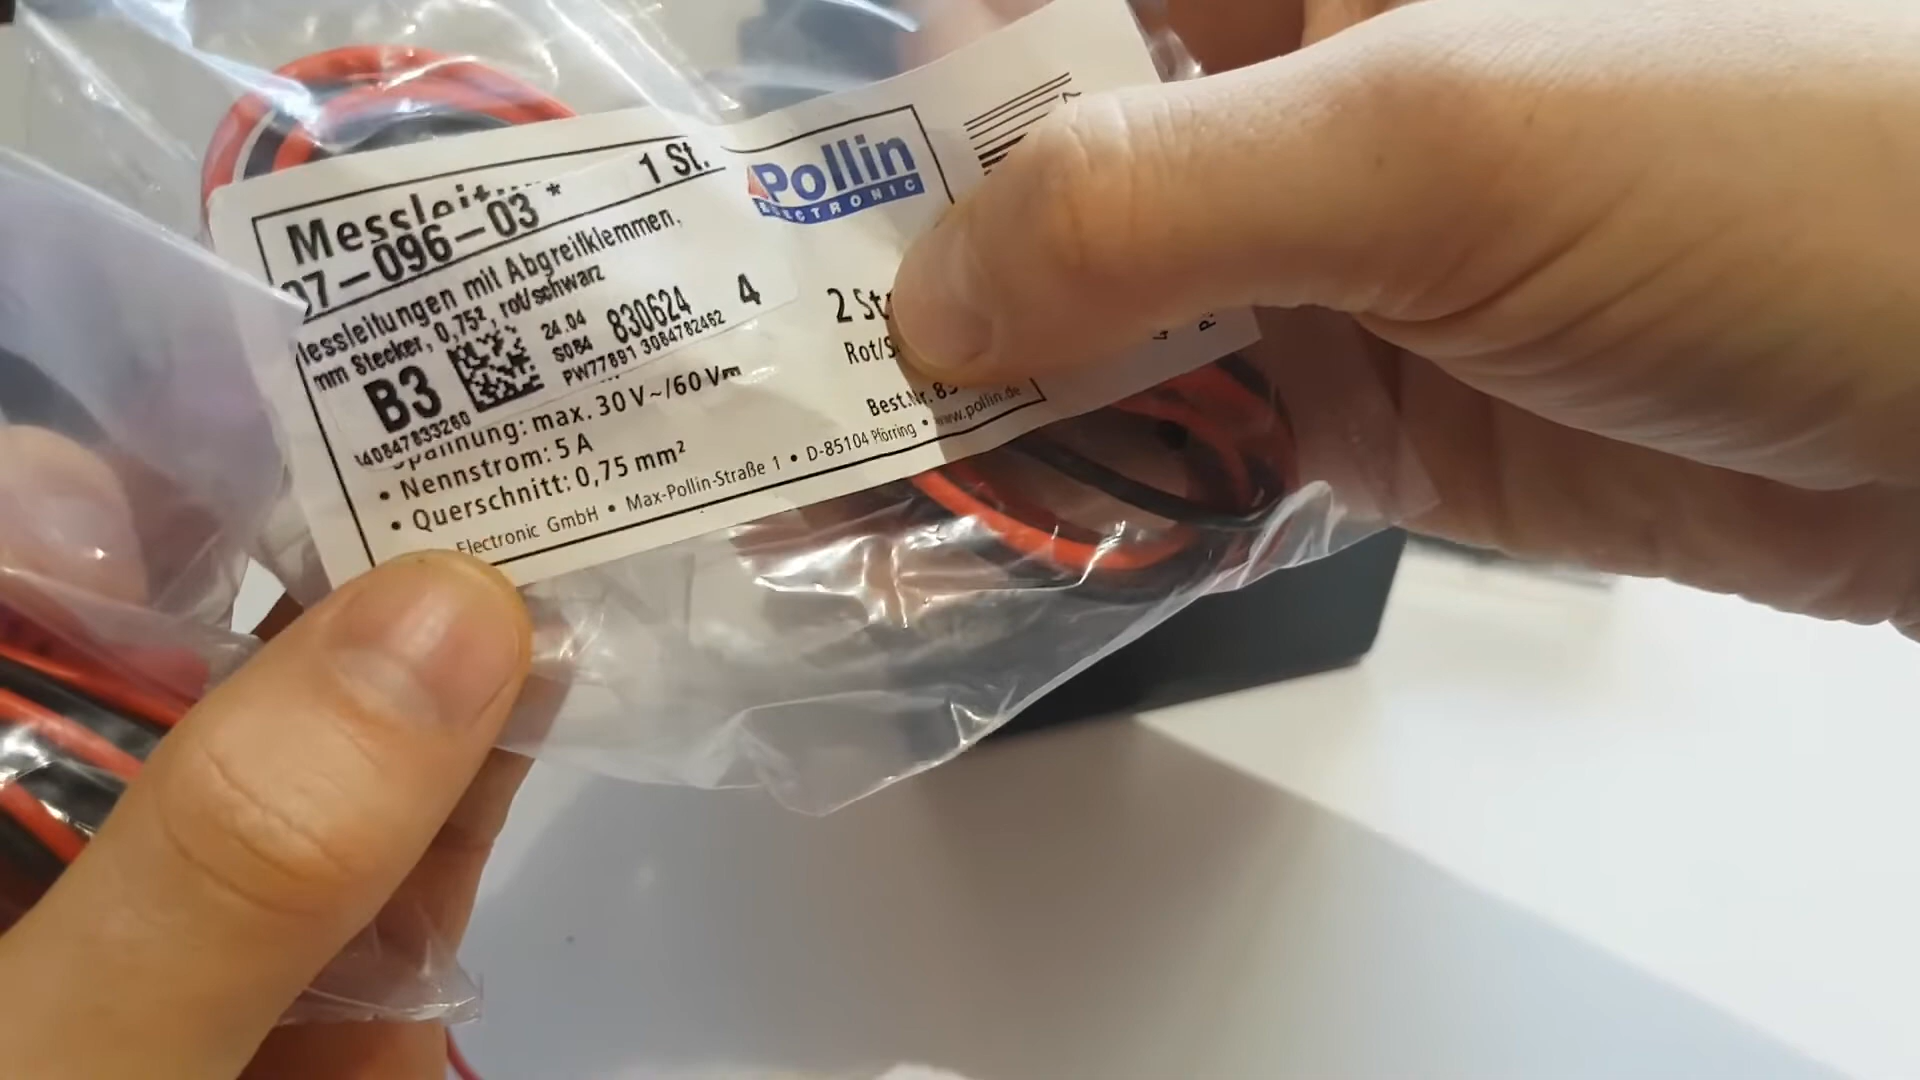 1 St.
07-096-03 *
Messleitungen mit Abgreifklemmen,
mm Stecker, 0,75², rot/schwarz
B3
24.04
S084
830624
4
PW77891 3084782462
140847833260
Pollin
ELECTRONIC
2
Rot/S
Best.Nr. 83
Spannung: max. 30 V~/60 V
• Nennstrom: 5 A
• Querschnitt: 0,75 mm²
Electronic GmbH • Max-Pollin-Straße 1 • D-85104 Pförring • www.pollin.de